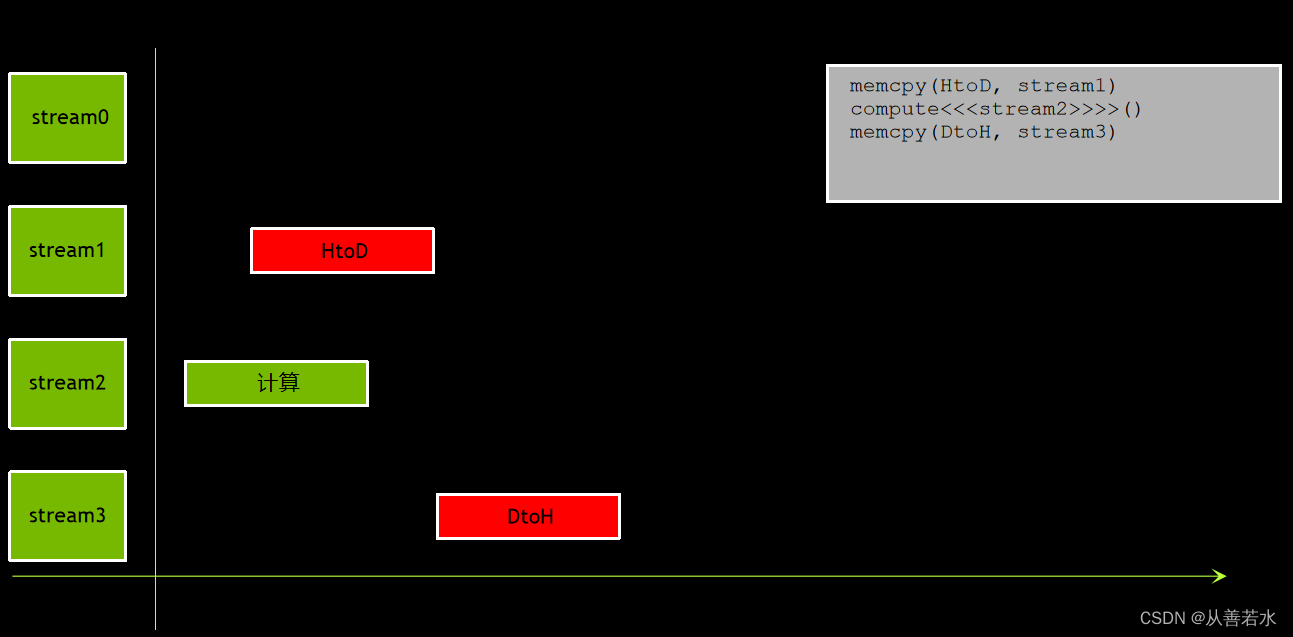 stream0
memcpy(HtoD, stream1)
compute<<<stream2>>>>()
memcpy(DtoH, stream3)
stream1
HtoD
stream2
计算
stream3
DtoH
CSDN @从善若水